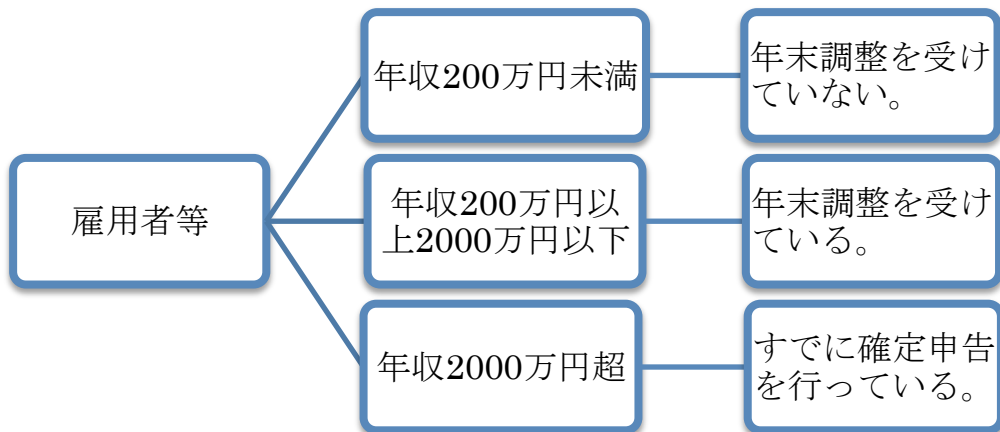 雇用者等
年収200万円未満
年末調整を受け
ていない。
年収200万円以
上2000万円以下
年末調整を受け
ている。
年収2000万円超
すでに確定申告
を行っている。